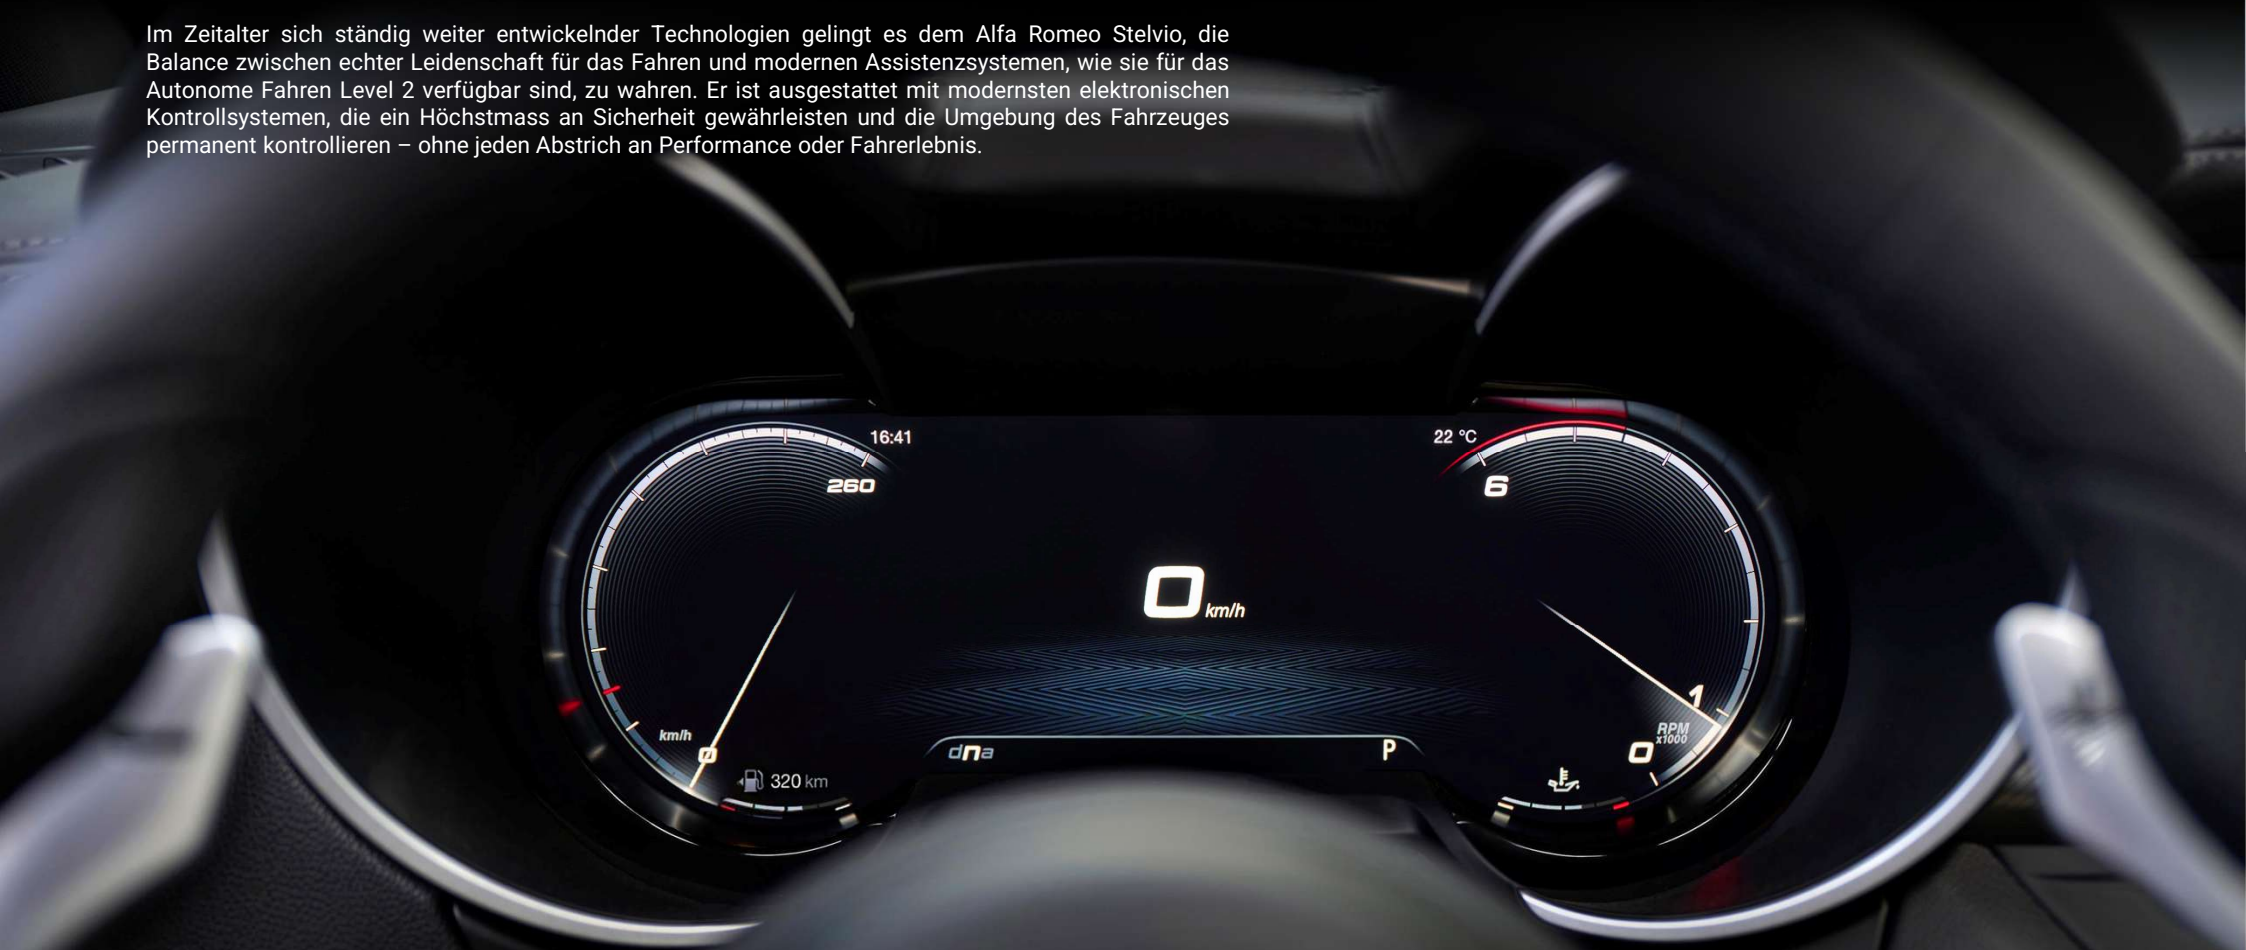 Im Zeitalter sich ständig weiter entwickelnder Technologien gelingt es dem Alfa Romeo Stelvio, die
Balance zwischen echter Leidenschaft für das Fahren und modernen Assistenzsystemen, wie sie für das
Autonome Fahren Level 2 verfügbar sind, zu wahren. Er ist ausgestattet mit modernsten elektronischen
Kontrollsystemen, die ein Höchstmass an Sicherheit gewährleisten und die Umgebung des Fahrzeuges
permanent kontrollieren – ohne jeden Abstrich an Performance oder Fahrerlebnis.
16:41
22 °C
260
6
0 km/h
1
km/h
0
RPM
x1000
0
dna
P
320 km